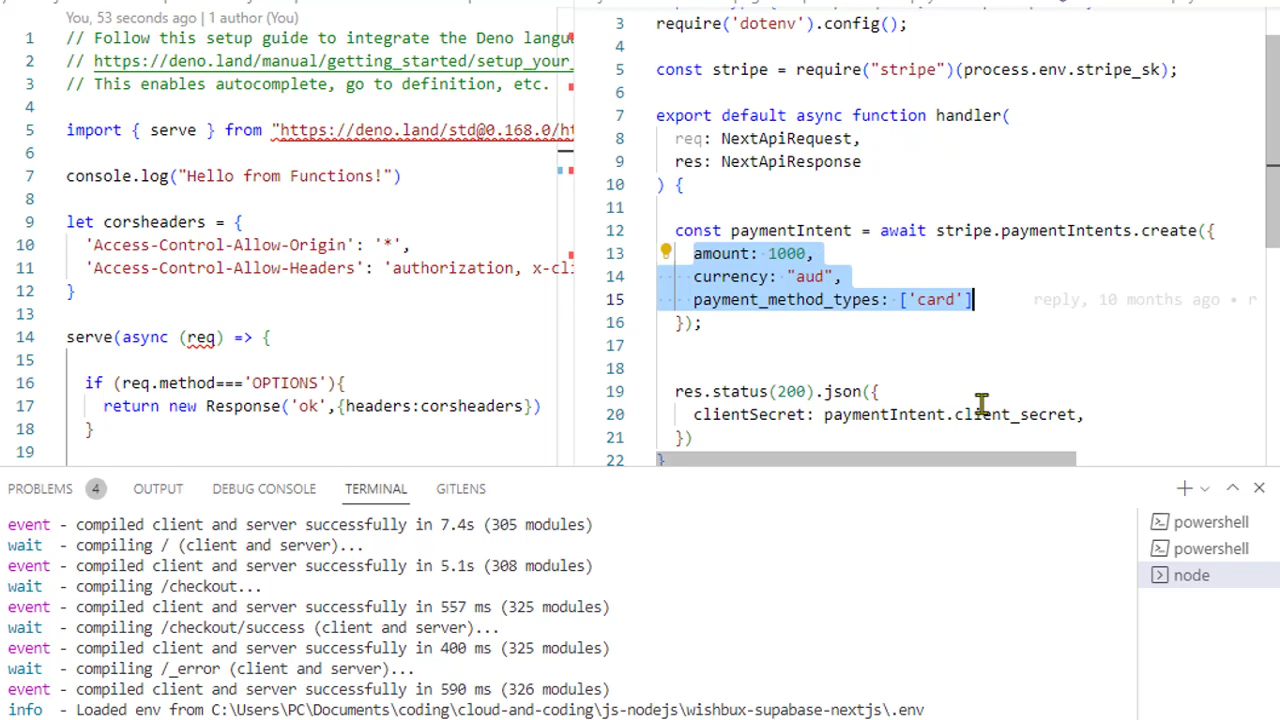 You, 53 seconds ago | 1 author (You)
1 // Follow this setup guide to integrate the Deno langu
2 // https://deno.land/manual/getting_started/setup_your_
3 // This enables autocomplete, go to definition, etc.
4
5 import { serve } from "https://deno.land/std@0.168.0/ht
6
7 console.log("Hello from Functions!")
8
9 let corsheaders = {
10 'Access-Control-Allow-Origin': '*',
11 'Access-Control-Allow-Headers': 'authorization, x-cli
12 }
13
14 serve(async (req) => {
15
16 if (req.method==='OPTIONS'){
17 return new Response('ok',{headers:corsheaders})
18 }
19
3 require('dotenv').config();
4
5 const stripe = require("stripe")(process.env.stripe_sk);
6
7 export default async function handler(
8 req: NextApiRequest,
9 res: NextApiResponse
10 ) {
11
12 const paymentIntent = await stripe.paymentIntents.create({
13 amount: 1000,
14 currency: "aud",
15 payment_method_types: ['card'] reply, 10 months ago • r
16 });
17
18
19 res.status(200).json({
20 clientSecret: paymentIntent.client_secret,
21 })
22 }
PROBLEMS 4 OUTPUT DEBUG CONSOLE TERMINAL GITLENS
event - compiled client and server successfully in 7.4s (305 modules)
wait - compiling / (client and server)...
event - compiled client and server successfully in 5.1s (308 modules)
wait - compiling /checkout...
event - compiled client and server successfully in 557 ms (325 modules)
wait - compiling /checkout/success (client and server)...
event - compiled client and server successfully in 400 ms (325 modules)
wait - compiling /_error (client and server)...
event - compiled client and server successfully in 590 ms (326 modules)
info - Loaded env from C:\Users\PC\Documents\coding\cloud-and-coding\js-nodejs\wishbux-supabase-nextjs\.env
powershell
powershell
node